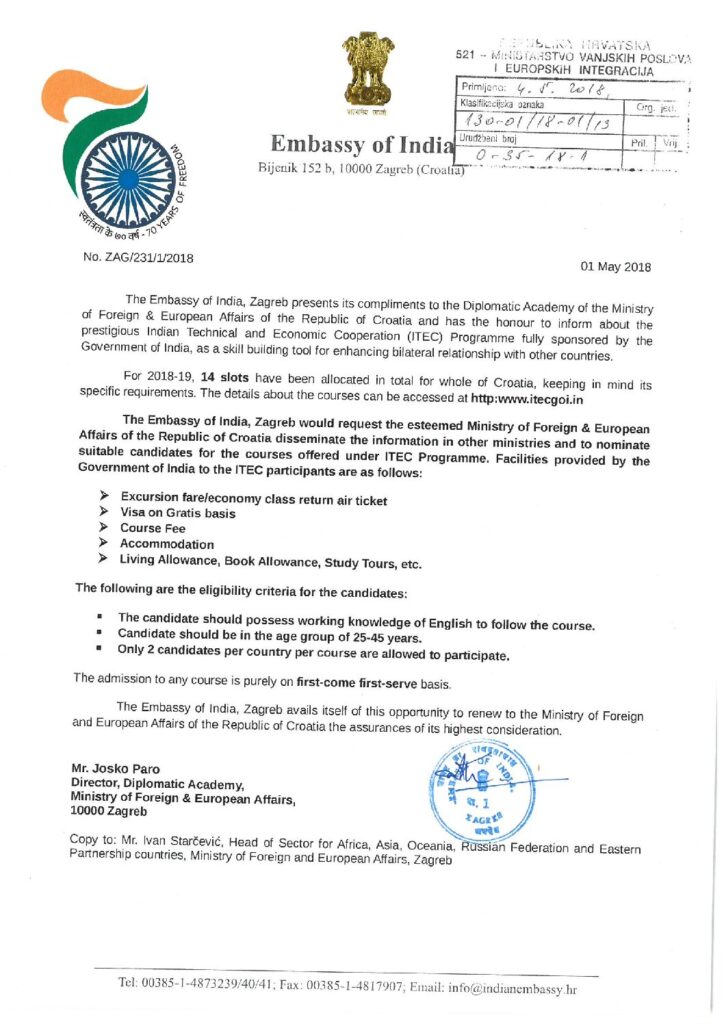 REPUBLIKA HRVATSKA
521 - MINISTARSTVO VANJSKIH POSLOVA
I EUROPSKIH INTEGRACIJA
Primljeno: 4. 5. 2018,
Klasifikacijska oznaka
Org. jed.
130-01/18-01/13
Urudžbeni broj
Pril. Vrij.
0-35-18-1
सत्यमेव जयते
Embassy of India
Bijenik 152 b, 10000 Zagreb (Croatia)
स्वतंत्रता के ७० वर्ष - 70 YEARS OF FREEDOM
No. ZAG/231/1/2018
01 May 2018
The Embassy of India, Zagreb presents its compliments to the Diplomatic Academy of the Ministry
of Foreign & European Affairs of the Republic of Croatia and has the honour to inform about the
prestigious Indian Technical and Economic Cooperation (ITEC) Programme fully sponsored by the
Government of India, as a skill building tool for enhancing bilateral relationship with other countries.
For 2018-19, 14 slots have been allocated in total for whole of Croatia, keeping in mind its
specific requirements. The details about the courses can be accessed at http:www.itecgoi.in
The Embassy of India, Zagreb would request the esteemed Ministry of Foreign & European
Affairs of the Republic of Croatia disseminate the information in other ministries and to nominate
suitable candidates for the courses offered under ITEC Programme. Facilities provided by the
Government of India to the ITEC participants are as follows:
➤ Excursion fare/economy class return air ticket
➤ Visa on Gratis basis
➤ Course Fee
➤ Accommodation
➤ Living Allowance, Book Allowance, Study Tours, etc.
The following are the eligibility criteria for the candidates:
▪ The candidate should possess working knowledge of English to follow the course.
▪ Candidate should be in the age group of 25-45 years.
▪ Only 2 candidates per country per course are allowed to participate.
The admission to any course is purely on first-come first-serve basis.
The Embassy of India, Zagreb avails itself of this opportunity to renew to the Ministry of Foreign
and European Affairs of the Republic of Croatia the assurances of its highest consideration.
Mr. Josko Paro
Director, Diplomatic Academy,
Ministry of Foreign & European Affairs,
10000 Zagreb
OF INDIA
1
ZAGREB
Copy to: Mr. Ivan Starčević, Head of Sector for Africa, Asia, Oceania, Russian Federation and Eastern
Partnership countries, Ministry of Foreign and European Affairs, Zagreb
Tel: 00385-1-4873239/40/41; Fax: 00385-1-4817907; Email: info@indianembassy.hr